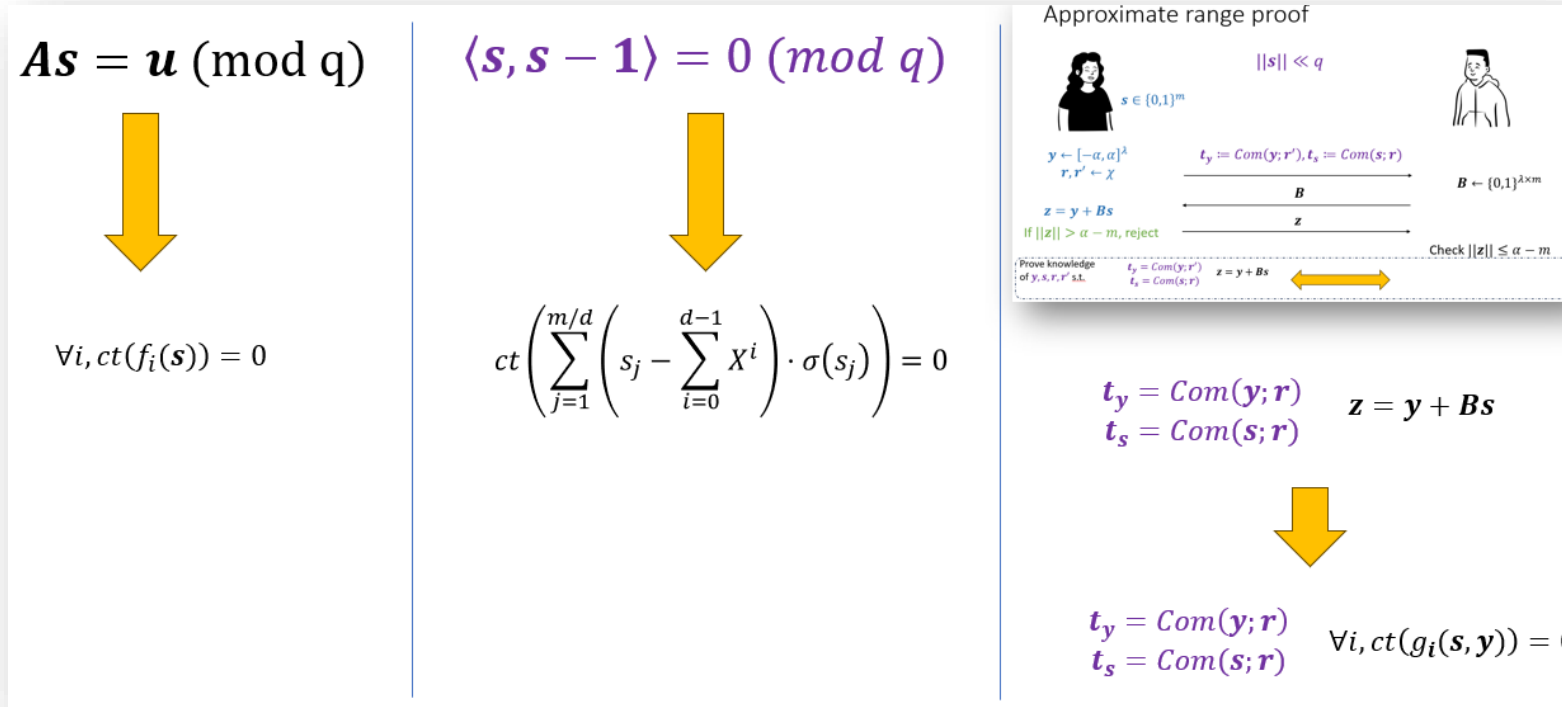 As = u (mod q)
∀i, ct(f_i(s)) = 0
⟨s, s − 1⟩ = 0 (mod q)
ct(∑_{j=1}^{m/d} (s_j − ∑_{i=0}^{d−1} X^i) · σ(s_j)) = 0
Approximate range proof
||s|| ≪ q
s ∈ {0,1}^m
y ← [−α, α]^λ
r, r′ ← χ
t_y ≔ Com(y; r′), t_s ≔ Com(s; r)
B ← {0,1}^{λ×m}
B
z = y + Bs
z
If ||z|| > α − m, reject
Check ||z|| ≤ α − m
Prove knowledge
of y, s, r, r′ s.t.
t_y = Com(y; r′)
t_s = Com(s; r)
z = y + Bs
t_y = Com(y; r)
t_s = Com(s; r)
z = y + Bs
t_y = Com(y; r)
t_s = Com(s; r)
∀i, ct(g_i(s, y)) =